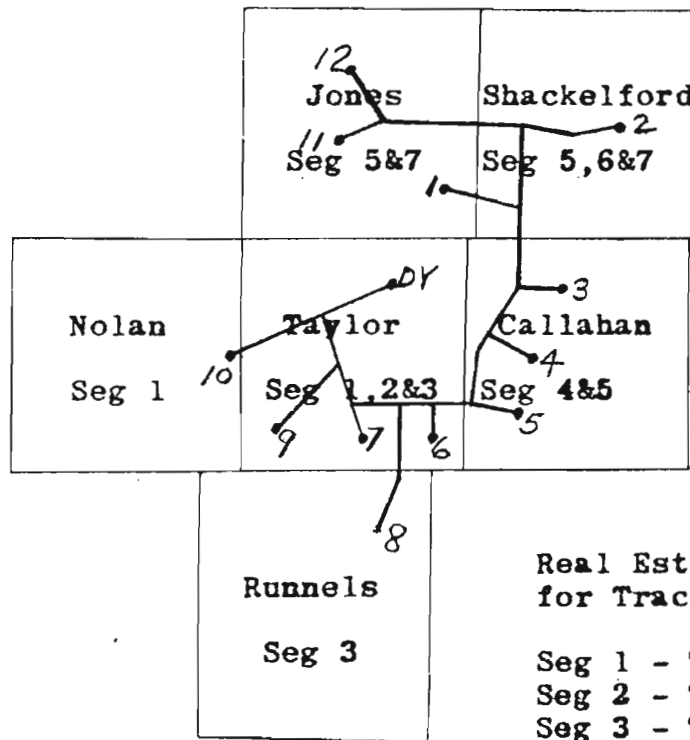 12
Jones
Shackelford
2
11
Seg 5&7
Seg 5,6&7
1
DY
3
Nolan
Taylor
Callahan
10
4
Seg 1
Seg 1,2&3
Seg 4&5
5
9
7
6
8
Real Est
for Trac
Runnels
Seg 3
Seg 1 -
Seg 2 -
Seg 3 -